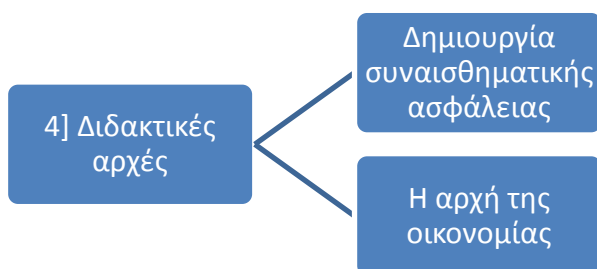 4] Διδακτικές
αρχές
Δημιουργία
συναισθηματικής
ασφάλειας
Η αρχή της
οικονομίας